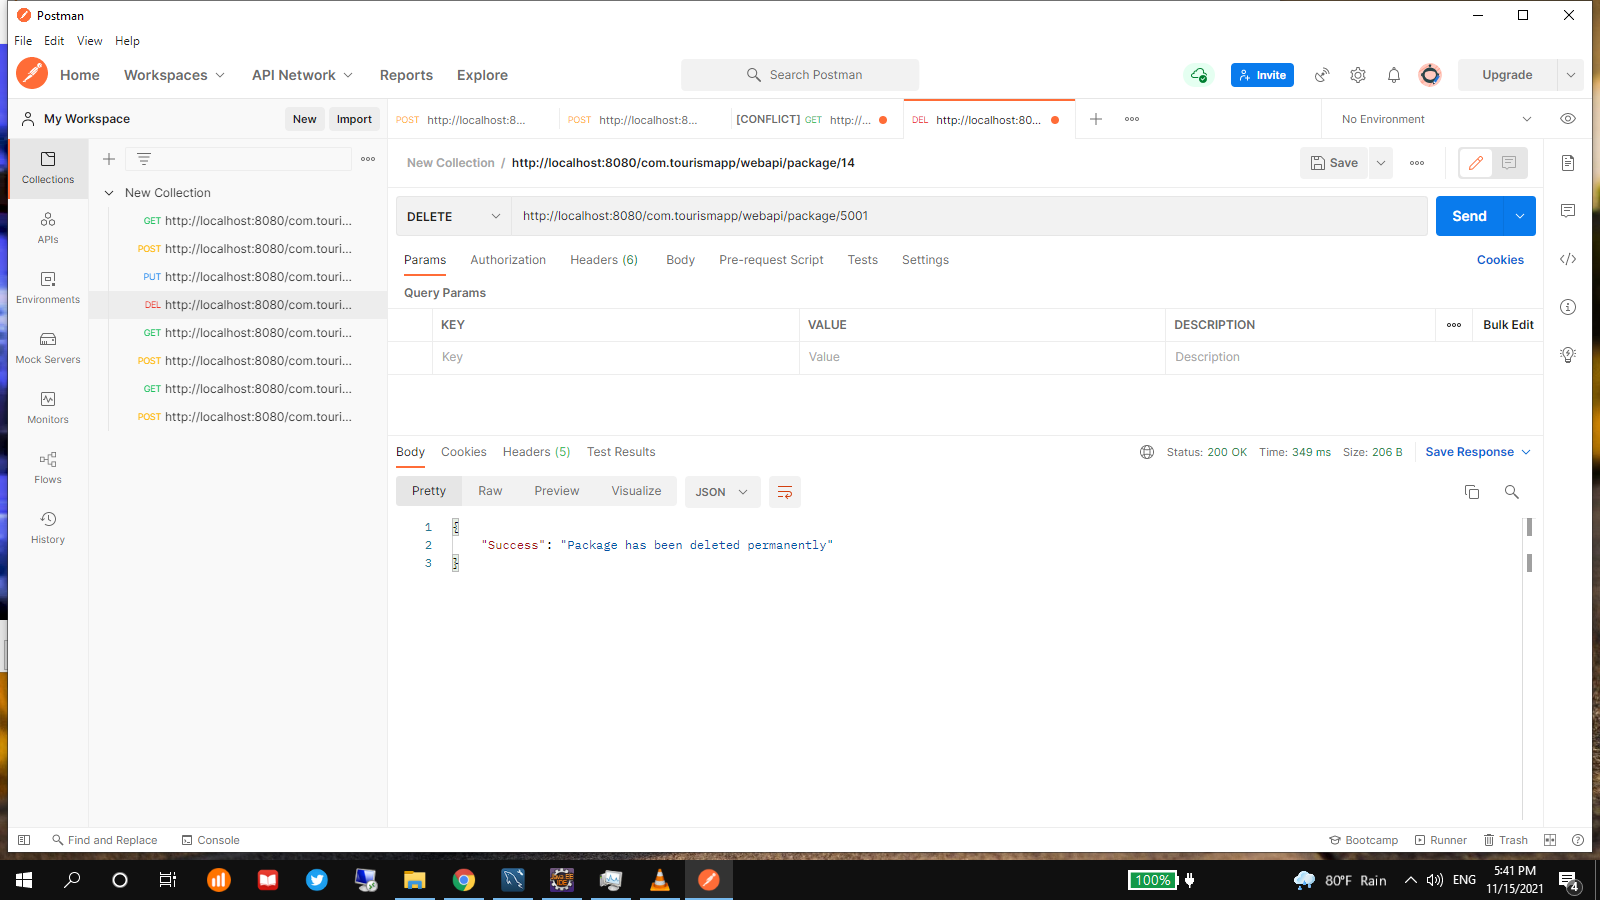 Postman
File Edit View Help
Home Workspaces API Network Reports Explore
Search Postman
Invite
Upgrade
My Workspace
New Import
POST http://localhost:8...
POST http://localhost:8...
[CONFLICT] GET http://...
DEL http://localhost:80...
No Environment
Collections
APIs
Environments
Mock Servers
Monitors
Flows
History
New Collection
GET http://localhost:8080/com.touri...
POST http://localhost:8080/com.touri...
PUT http://localhost:8080/com.touri...
DEL http://localhost:8080/com.touri...
GET http://localhost:8080/com.touri...
POST http://localhost:8080/com.touri...
GET http://localhost:8080/com.touri...
POST http://localhost:8080/com.touri...
New Collection / http://localhost:8080/com.tourismapp/webapi/package/14
Save
DELETE http://localhost:8080/com.tourismapp/webapi/package/5001
Send
Params Authorization Headers (6) Body Pre-request Script Tests Settings
Cookies
Query Params
KEY VALUE DESCRIPTION
Bulk Edit
Key Value Description
Body Cookies Headers (5) Test Results
Status: 200 OK Time: 349 ms Size: 206 B
Save Response
Pretty Raw Preview Visualize JSON
1 {
2 "Success": "Package has been deleted permanently"
3 }
Find and Replace Console
Bootcamp Runner Trash
JAVA EE
IDE
100%
80°F Rain
ENG
5:41 PM
11/15/2021
4